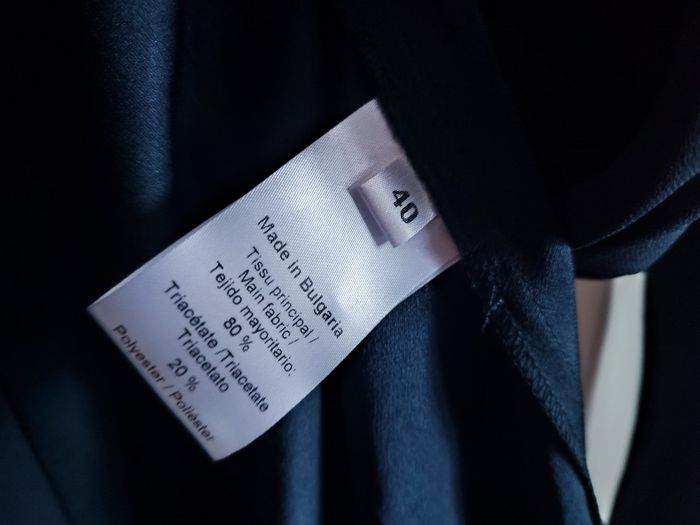 40
Made in Bulgaria
Tissu principal /
Main fabric /
Tejido mayoritario:
80 %
Triacétate /Triacetate
Triacetato
20 %
Polyester / Poliéster